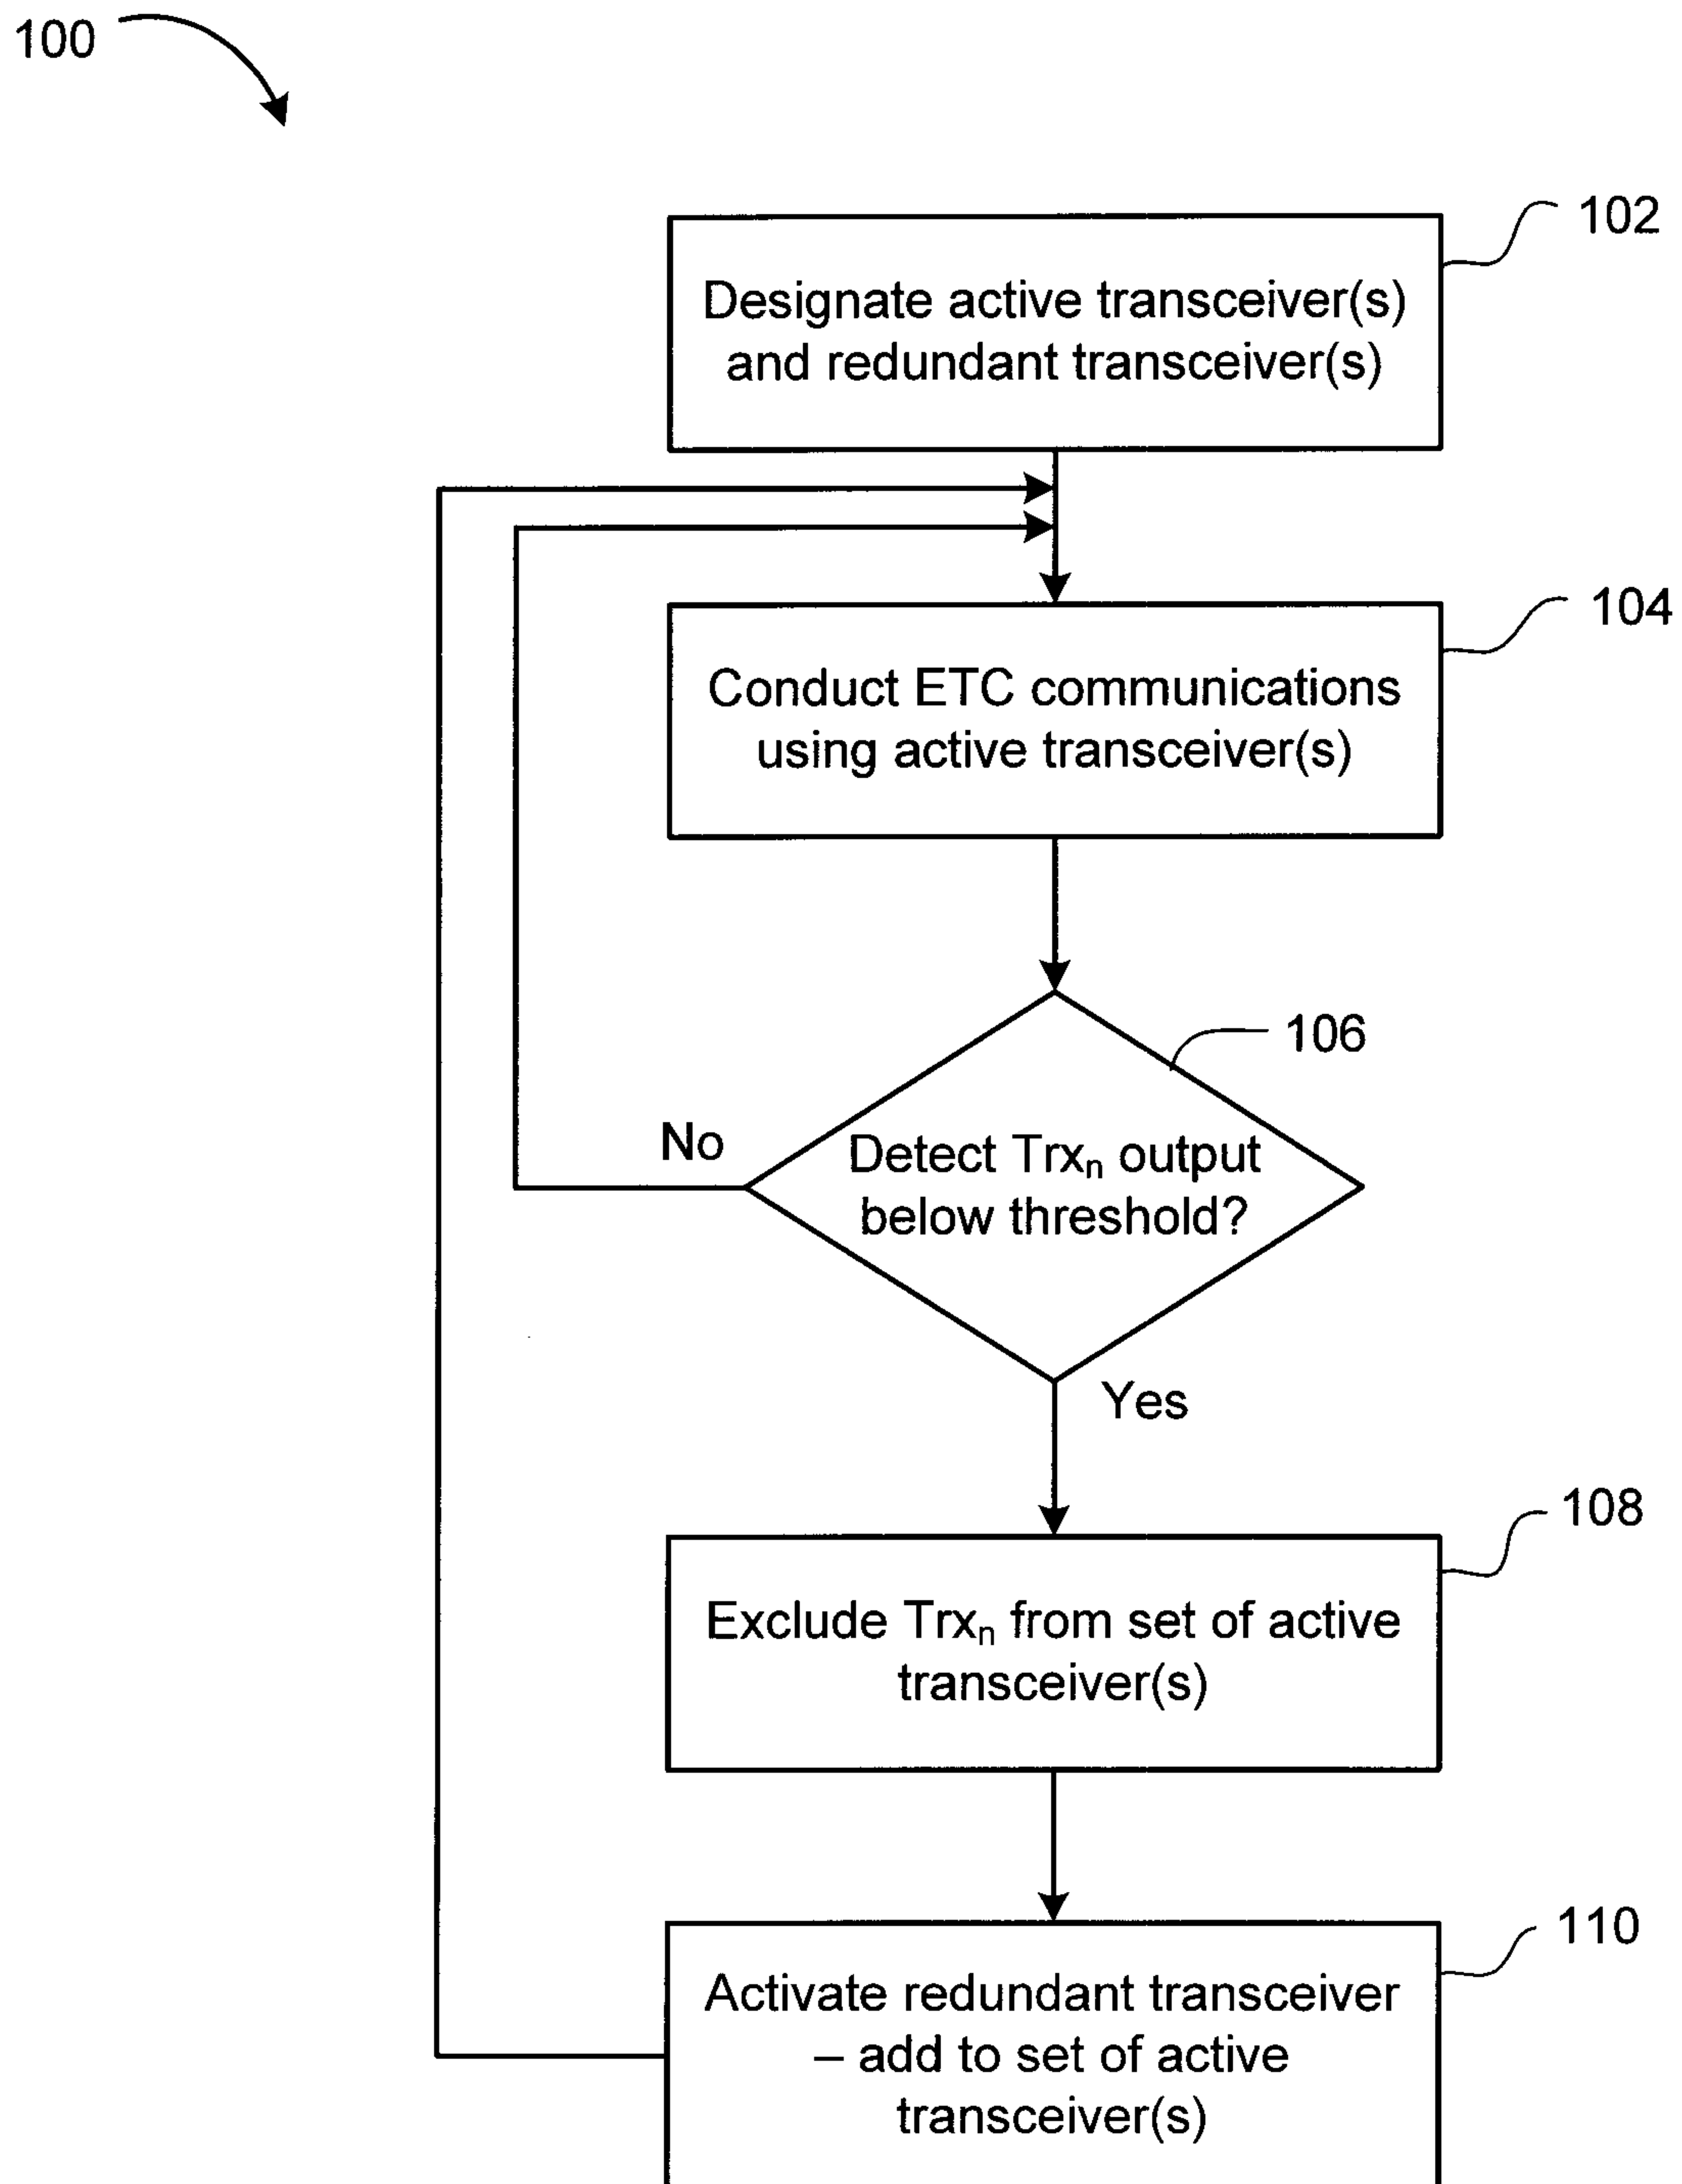 100
102
Designate active transceiver(s)
and redundant transceiver(s)
104
Conduct ETC communications
using active transceiver(s)
106
No
Detect Trxn output
below threshold?
Yes
108
Exclude Trxn from set of active
transceiver(s)
110
Activate redundant transceiver
– add to set of active
transceiver(s)